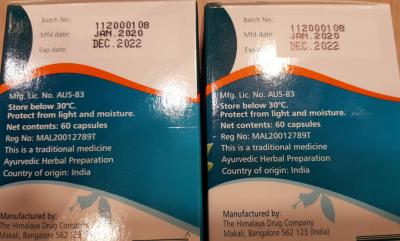 Batch No.: 112000108
Mfd date: JAN.2020
Exp date: DEC.2022
Mfg. Lic. No. AUS-83
Store below 30°C.
Protect from light and moisture.
Net contents: 60 capsules
Reg No: MAL20012789T
This is a traditional medicine
Ayurvedic Herbal Preparation
Country of origin: India
Manufactured by:
The Himalaya Drug Company
Makali, Bangalore 562 123 (India)
Batch No.: 112000108
Mfd date: JAN.2020
Exp date: DEC.2022
Mfg. Lic. No. AUS-83
Store below 30°C.
Protect from light and moisture.
Net contents: 60 capsules
Reg No: MAL20012789T
This is a traditional medicine
Ayurvedic Herbal Preparation
Country of origin: India
Manufactured by:
The Himalaya Drug Company
Makali, Bangalore 562 123 (India)